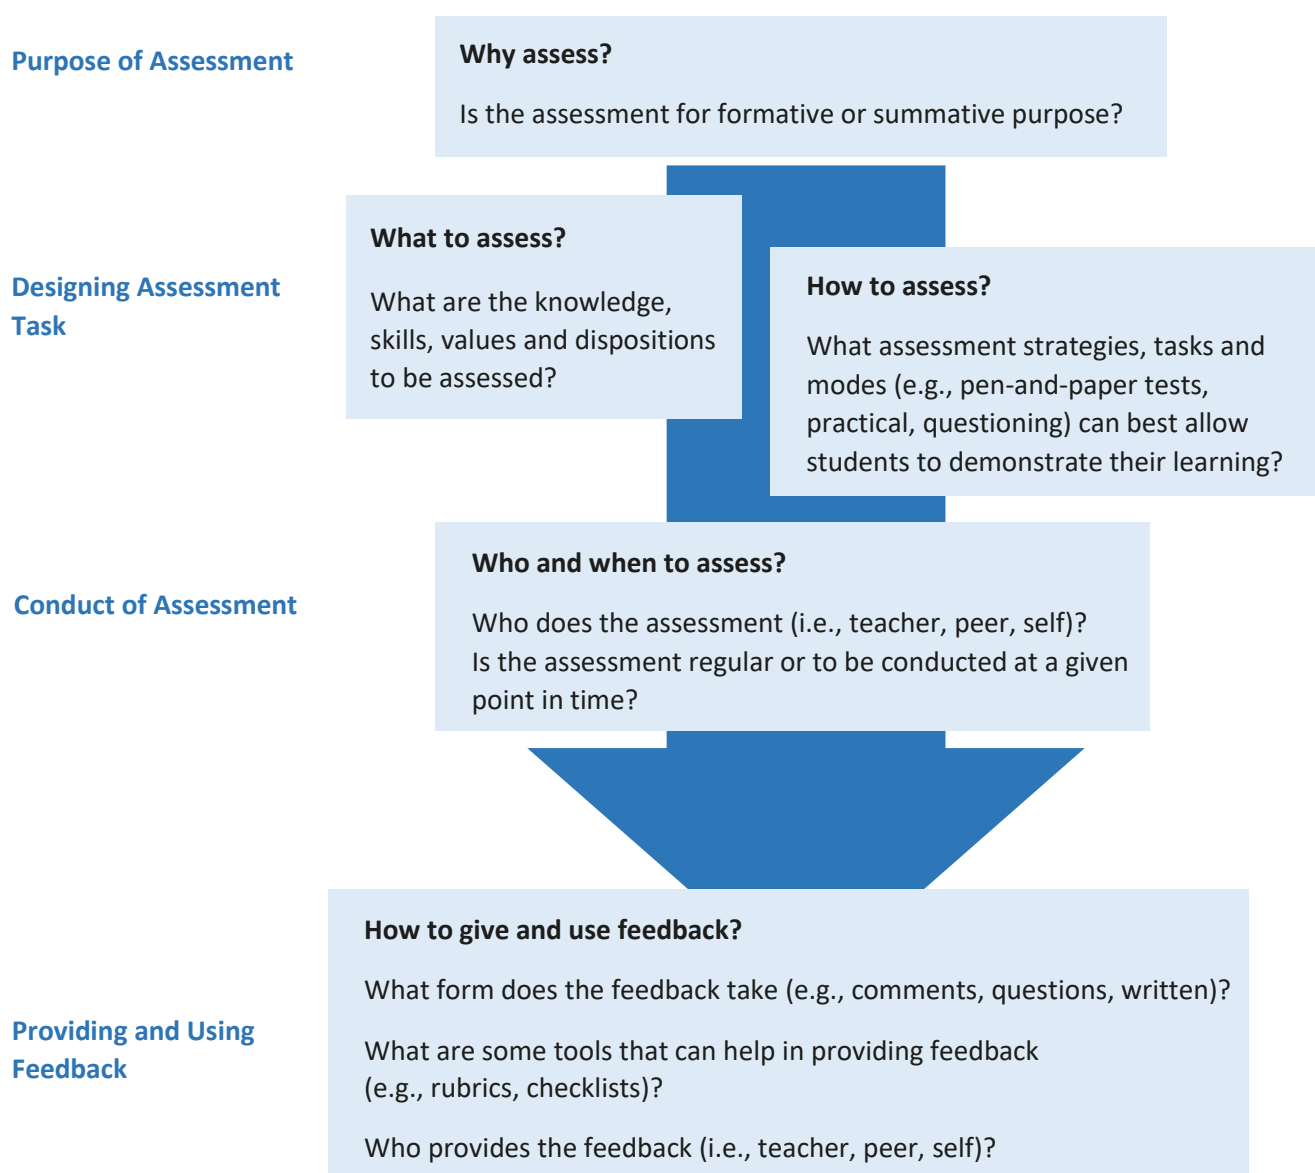 Purpose of Assessment
Why assess?
Is the assessment for formative or summative purpose?
Designing Assessment
Task
What to assess?
What are the knowledge,
skills, values and dispositions
to be assessed?
How to assess?
What assessment strategies, tasks and
modes (e.g., pen-and-paper tests,
practical, questioning) can best allow
students to demonstrate their learning?
Conduct of Assessment
Who and when to assess?
Who does the assessment (i.e., teacher, peer, self)?
Is the assessment regular or to be conducted at a given
point in time?
Providing and Using
Feedback
How to give and use feedback?
What form does the feedback take (e.g., comments, questions, written)?
What are some tools that can help in providing feedback
(e.g., rubrics, checklists)?
Who provides the feedback (i.e., teacher, peer, self)?